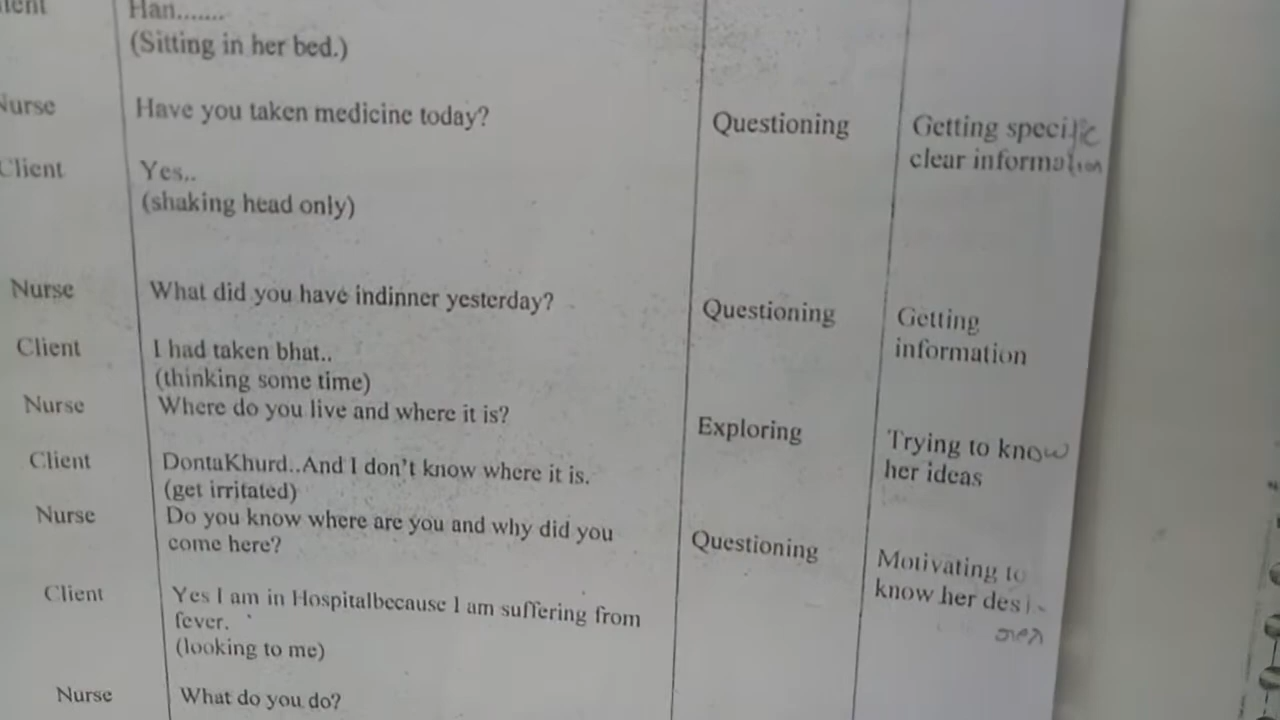 Han.......
(Sitting in her bed.)
Nurse Have you taken medicine today? Questioning Getting specific
clear information
Client Yes..
(shaking head only)
Nurse What did you have indinner yesterday? Questioning Getting
information
Client I had taken bhat..
(thinking some time)
Nurse Where do you live and where it is? Exploring Trying to know
her ideas
Client DontaKhurd..And I don't know where it is.
(get irritated)
Nurse Do you know where are you and why did you Questioning Motivating to
come here? know her
Client Yes I am in Hospitalbecause I am suffering from
fever.
(looking to me)
Nurse What do you do?